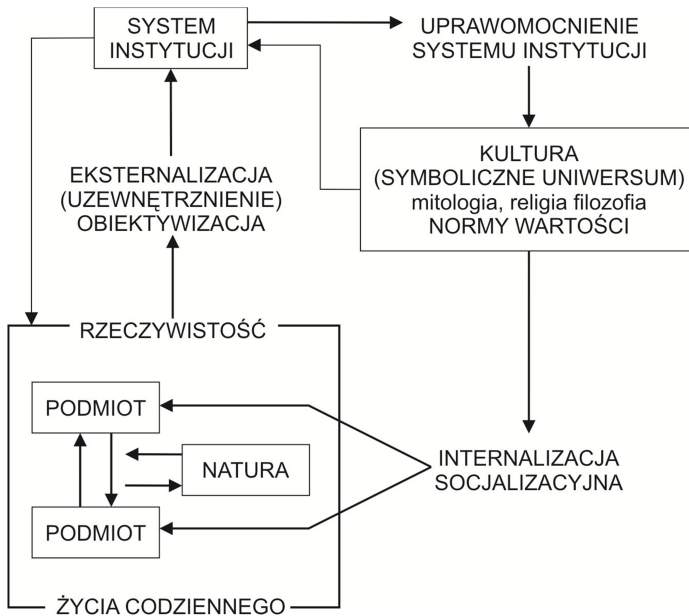 SYSTEM
INSTYTUCJI
UPRAWOMOCNIENIE
SYSTEMU INSTYTUCJI
KULTURA
(SYMBOLICZNE UNIWERSUM)
mitologia, religia filozofia
NORMY WARTOŚCI
EKSTERNALIZACJA
(UZEWNĘTRZNIENIE)
OBIEKTYWIZACJA
RZECZYWISTOŚĆ
PODMIOT
NATURA
PODMIOT
ŻYCIA CODZIENNEGO
INTERNALIZACJA
SOCJALIZACYJNA